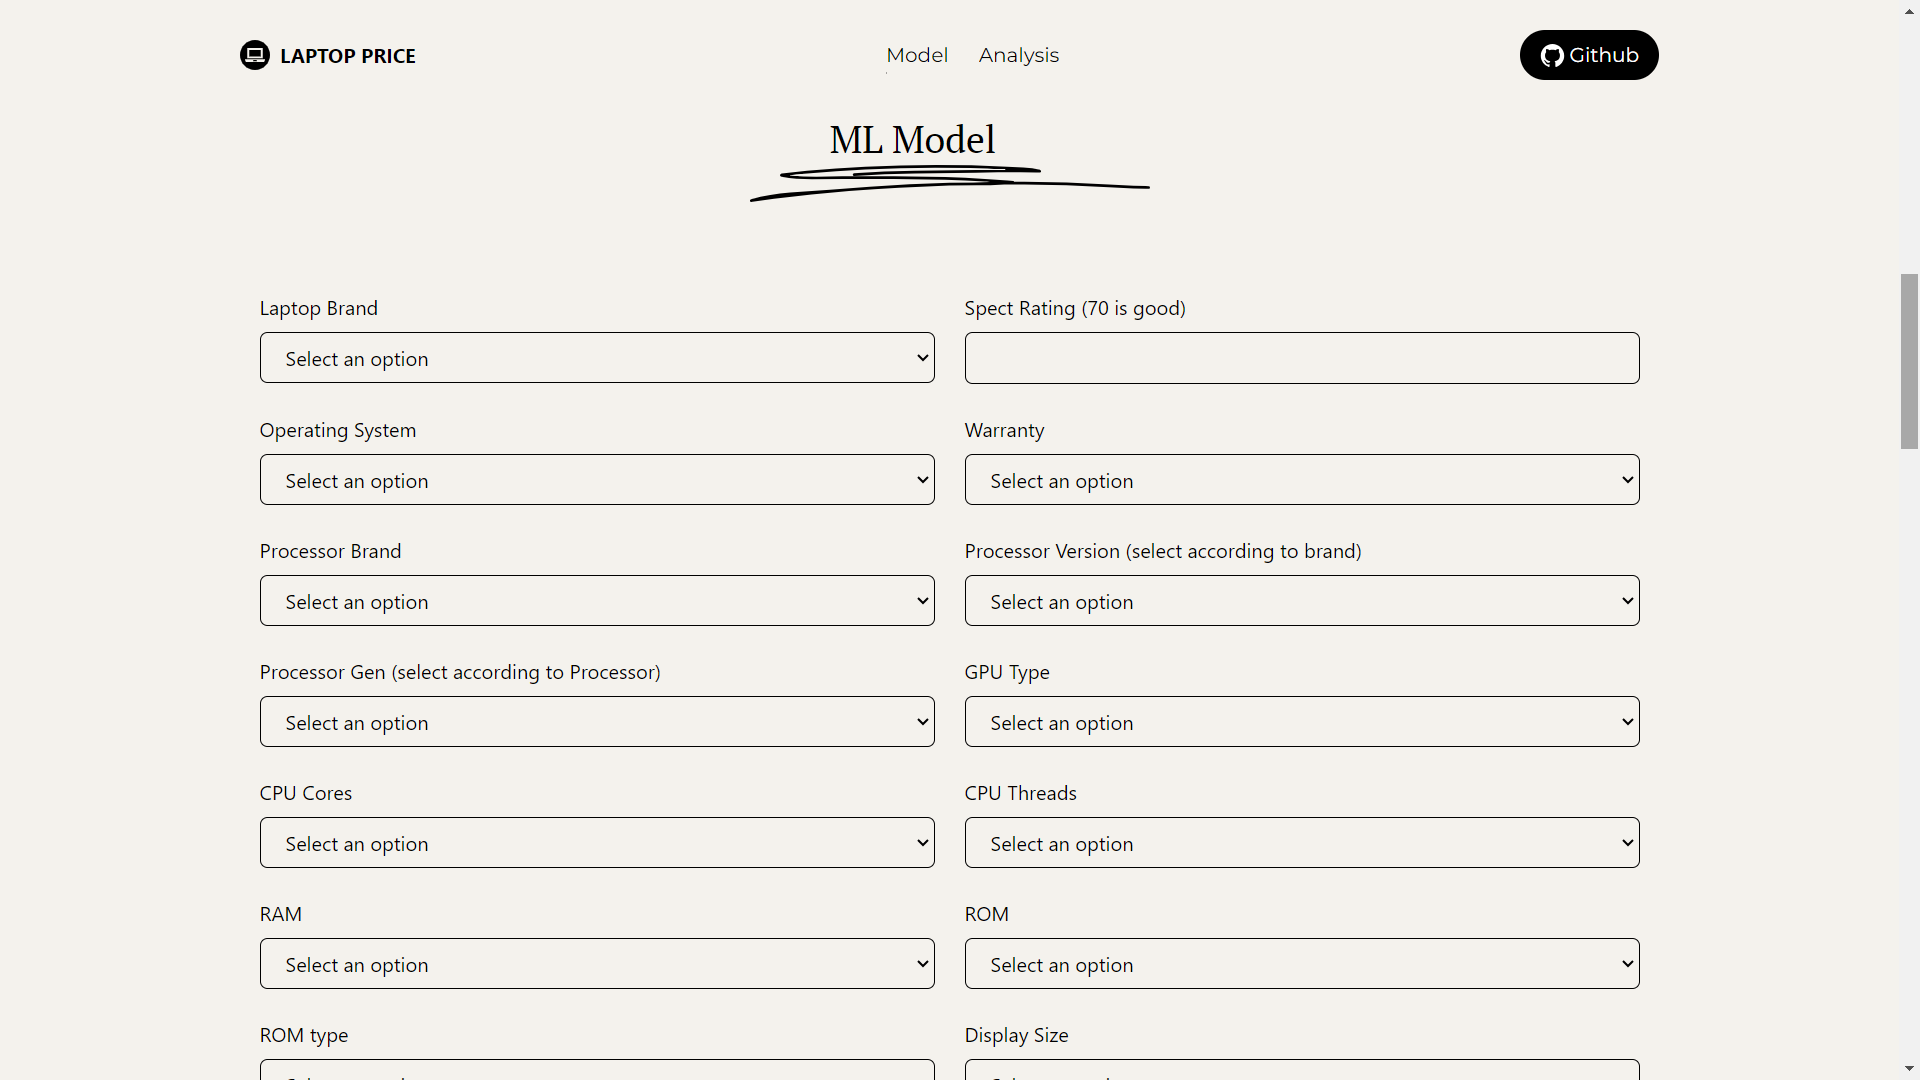 LAPTOP PRICE
Model
Analysis
Github
ML Model
Laptop Brand
Spect Rating (70 is good)
Select an option
Operating System
Warranty
Select an option
Select an option
Processor Brand
Processor Version (select according to brand)
Select an option
Select an option
Processor Gen (select according to Processor)
GPU Type
Select an option
Select an option
CPU Cores
CPU Threads
Select an option
Select an option
RAM
ROM
Select an option
Select an option
ROM type
Display Size